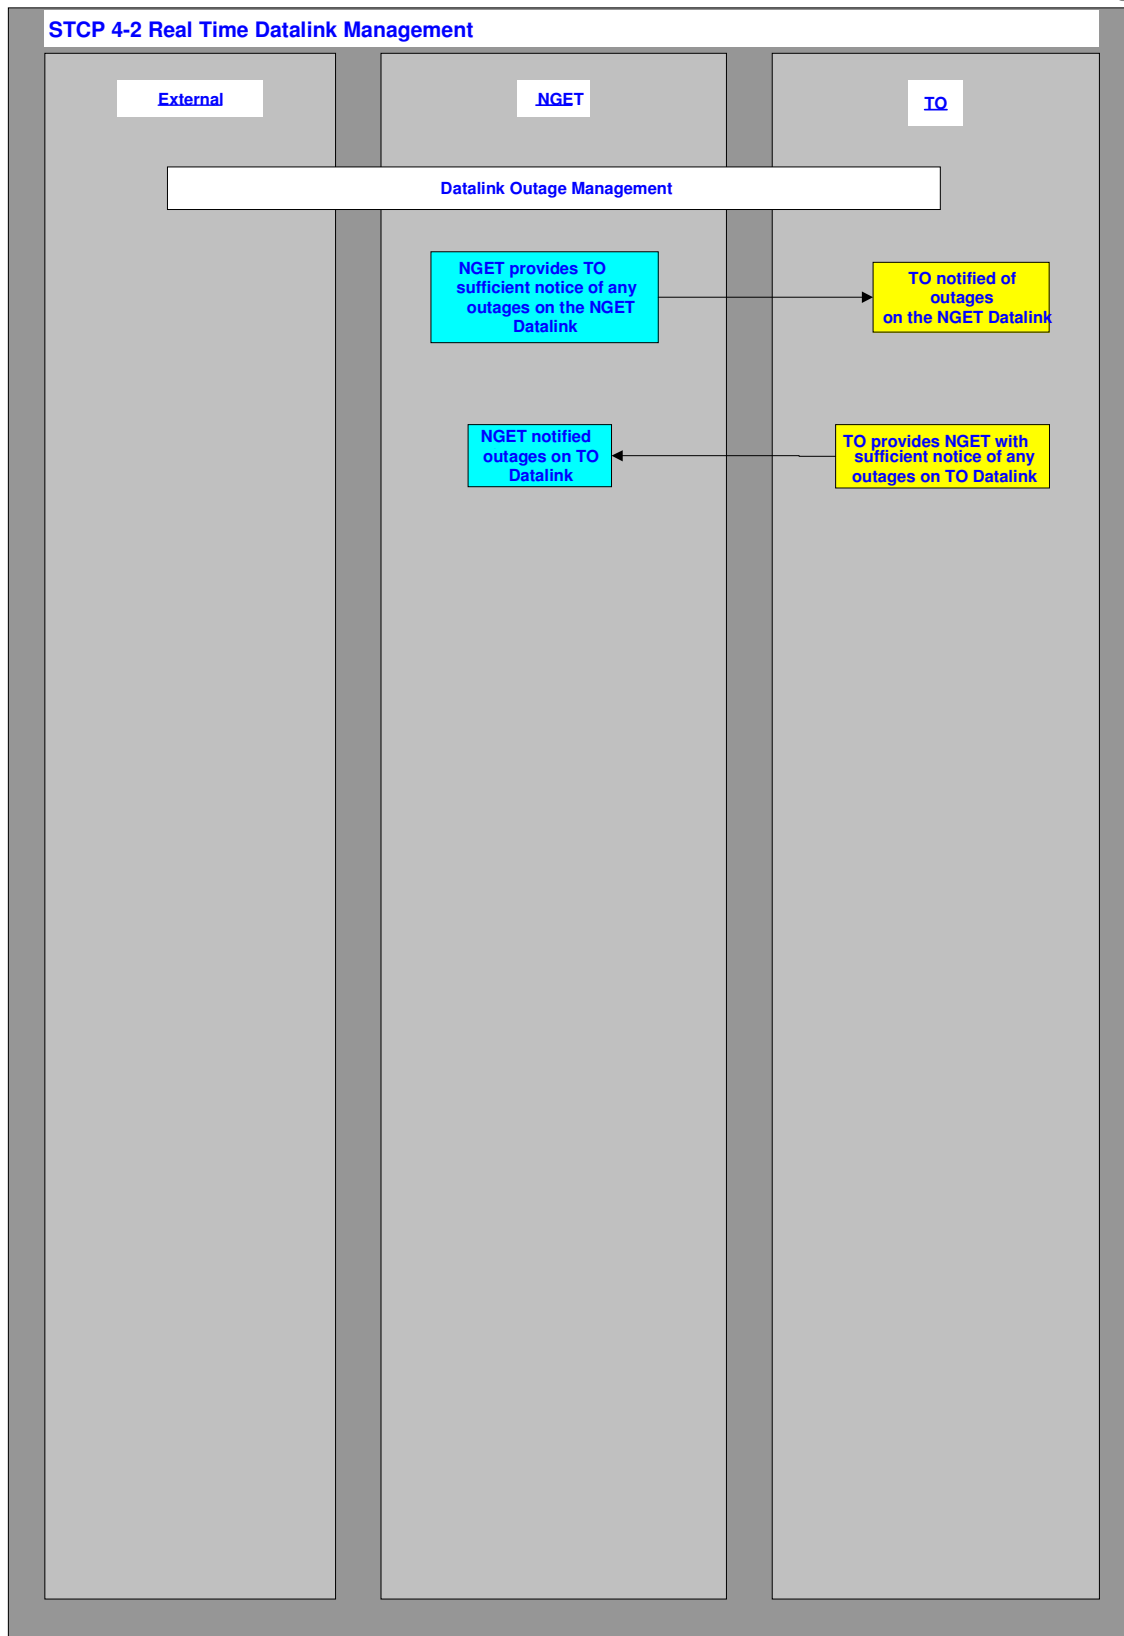 STCP 4-2 Real Time Datalink Management
External
NGET
TO
Datalink Outage Management
NGET provides TO
sufficient notice of any
outages on the NGET
Datalink
TO notified of
outages
on the NGET Datalink
NGET notified
outages on TO
Datalink
TO provides NGET with
sufficient notice of any
outages on TO Datalink